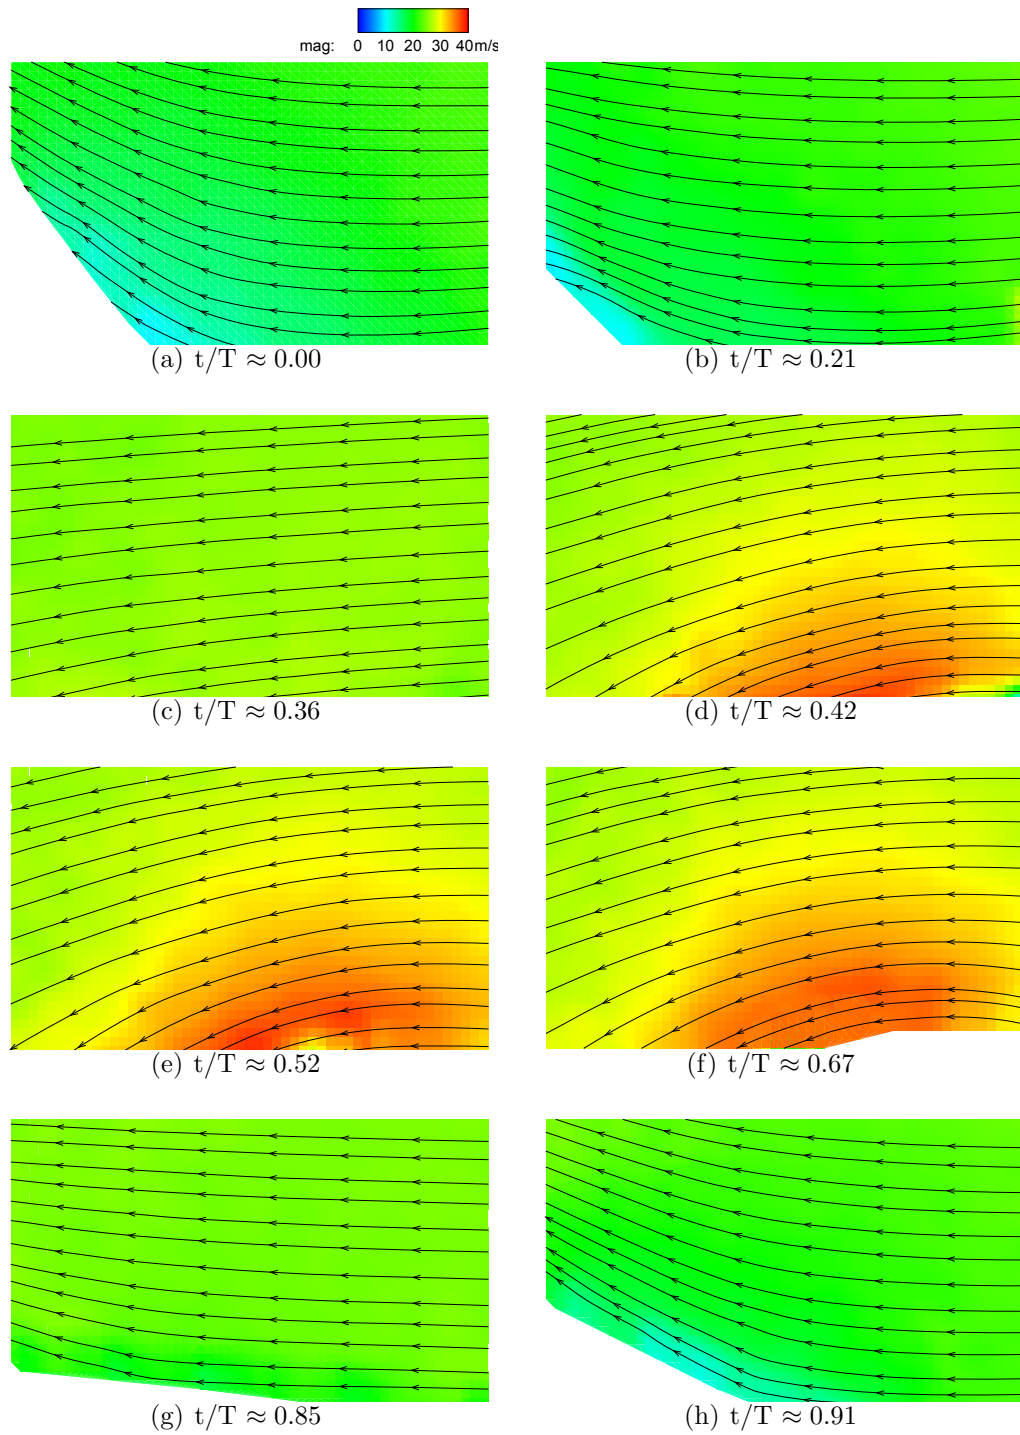 mag: 0 10 20 30 40 m/s
(a) t/T ≈ 0.00
(b) t/T ≈ 0.21
(c) t/T ≈ 0.36
(d) t/T ≈ 0.42
(e) t/T ≈ 0.52
(f) t/T ≈ 0.67
(g) t/T ≈ 0.85
(h) t/T ≈ 0.91